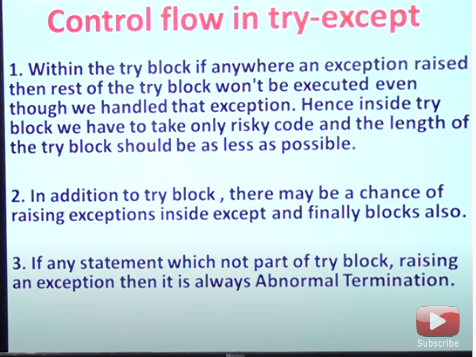 Control flow in try-except
1. Within the try block if anywhere an exception raised
then rest of the try block won't be executed even
though we handled that exception. Hence inside try
block we have to take only risky code and the length of
the try block should be as less as possible.
2. In addition to try block , there may be a chance of
raising exceptions inside except and finally blocks also.
3. If any statement which not part of try block, raising
an exception then it is always Abnormal Termination.
Subscribe